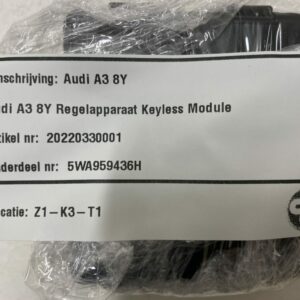 nschrijving: Audi A3 8Y
di A3 8Y Regelapparaat Keyless Module
tikel nr: 20220330001
nderdeel nr: 5WA959436H
catie: Z1-K3-T1